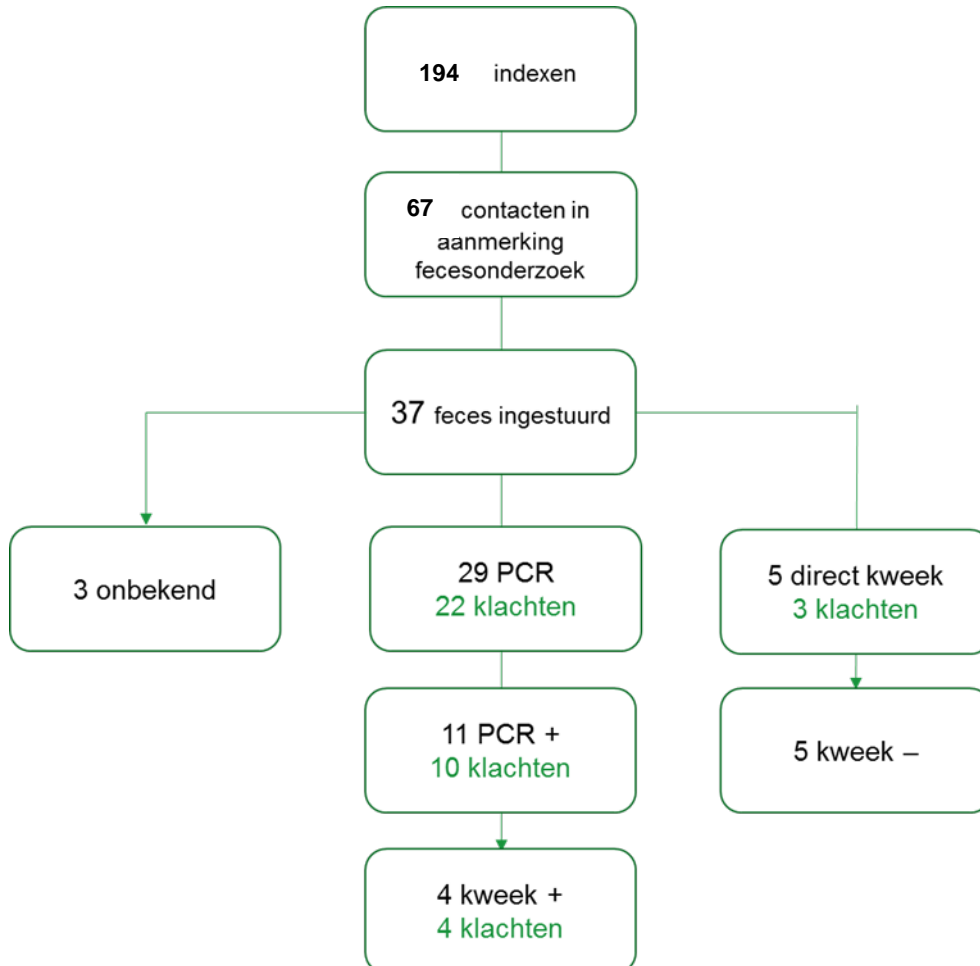 194 indexen
67 contacten in
aanmerking
fecesonderzoek
37 feces ingestuurd
3 onbekend
29 PCR
22 klachten
5 direct kweek
3 klachten
11 PCR +
10 klachten
5 kweek –
4 kweek +
4 klachten